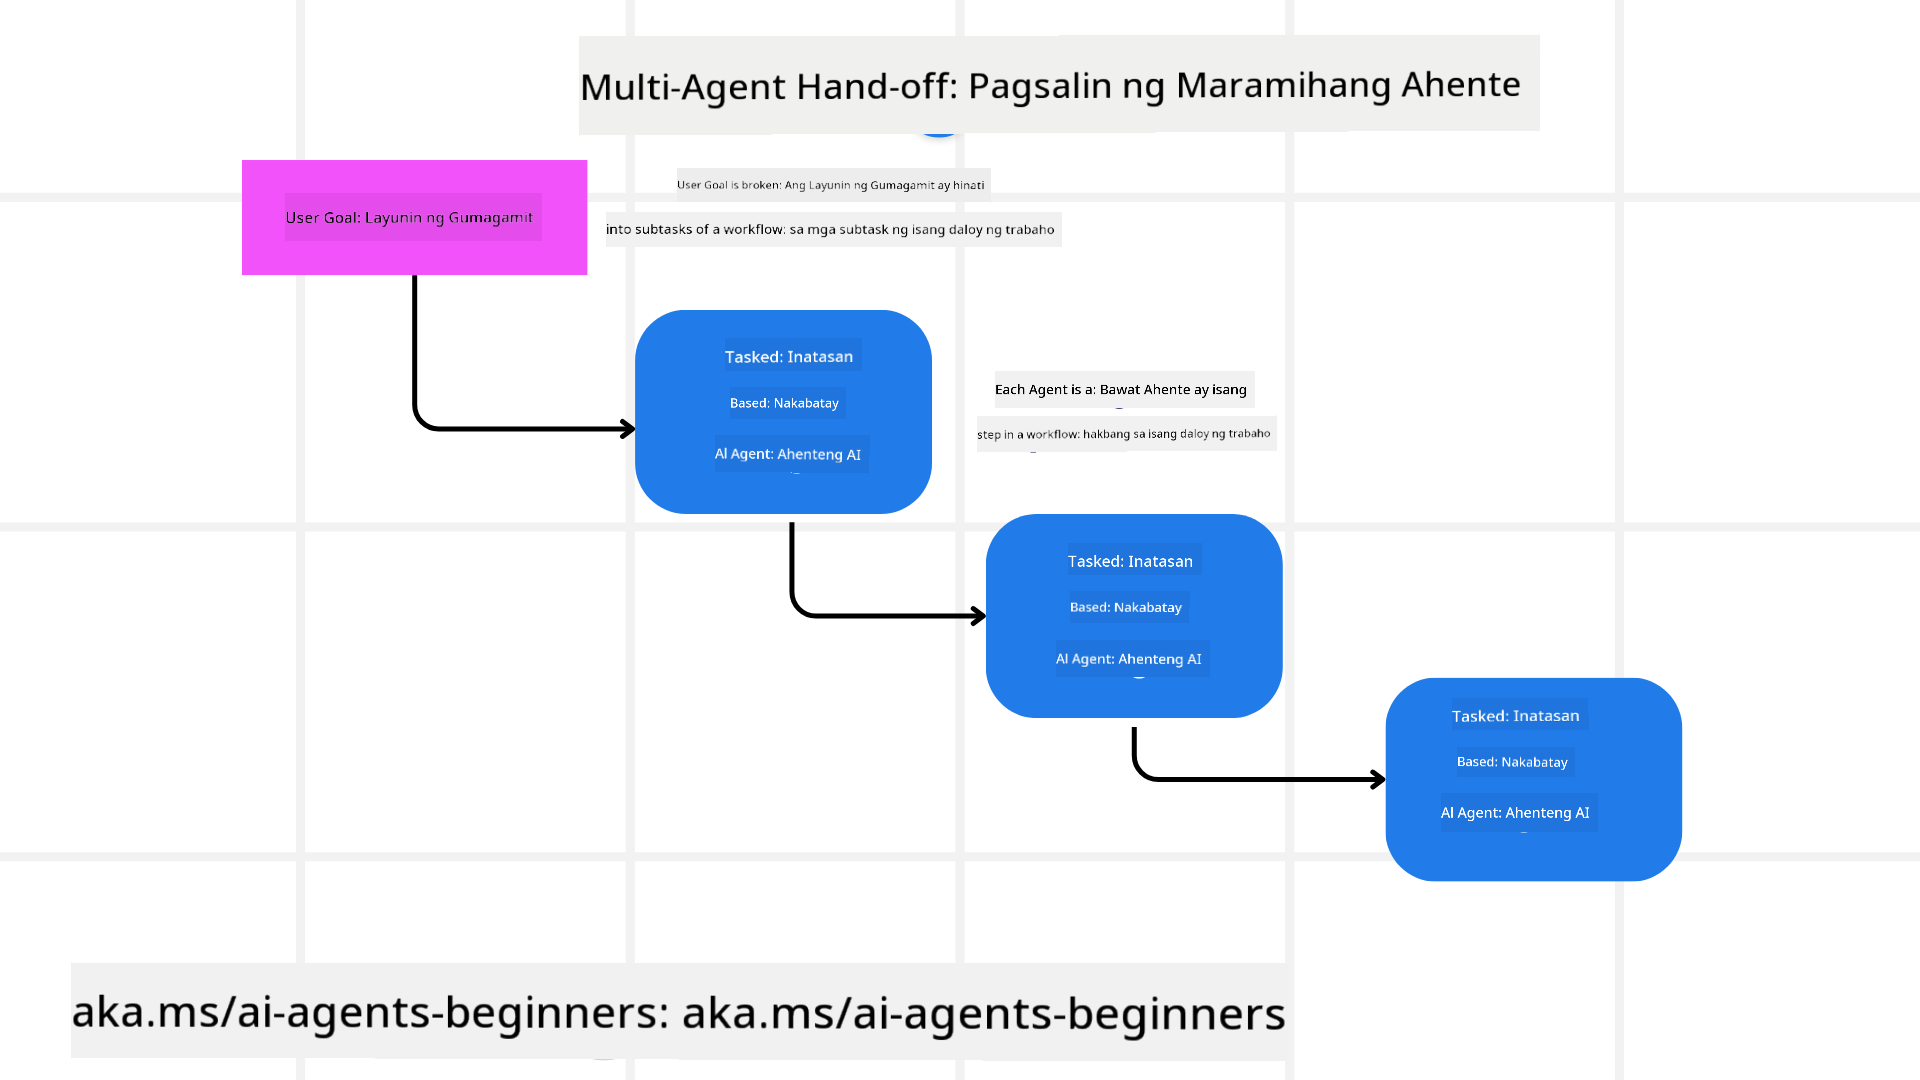 Multi-Agent Hand-off: Pagsalin ng Maramihang Ahente
User Goal: Layunin ng Gumagamit
User Goal is broken: Ang Layunin ng Gumagamit ay hinati
into subtasks of a workflow: sa mga subtask ng isang daloy ng trabaho
Tasked: Inatasan
Based: Nakabatay
AI Agent: Ahenteng AI
Each Agent is a: Bawat Ahente ay isang
step in a workflow: hakbang sa isang daloy ng trabaho
Tasked: Inatasan
Based: Nakabatay
AI Agent: Ahenteng AI
Tasked: Inatasan
Based: Nakabatay
AI Agent: Ahenteng AI
aka.ms/ai-agents-beginners: aka.ms/ai-agents-beginners